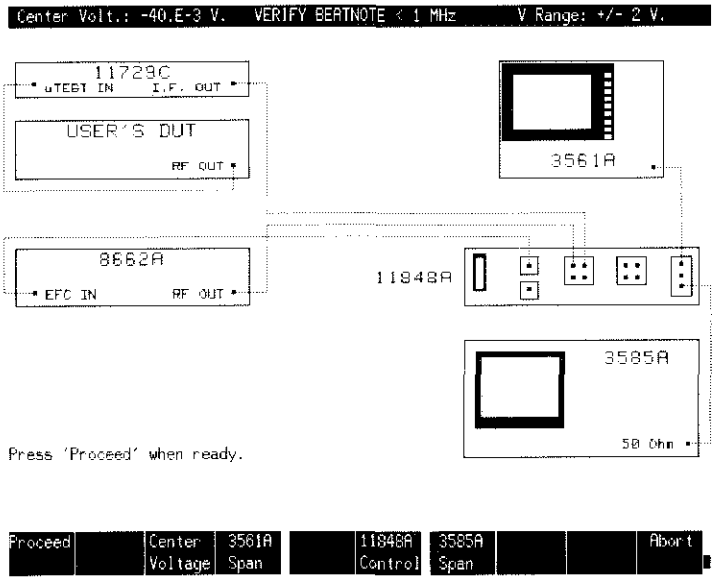 Center Volt.: -40.E-3 V. VERIFY BEATNOTE < 1 MHz V Range: +/- 2 V.
11729C
uTEST IN I.F. OUT
USER'S DUT
RF OUT
3561A
8662A
EFC IN RF OUT
11848A
3585A
50 Ohm
Press 'Proceed' when ready.
Proceed Center Voltage 3561A Span 11848A Control 3585A Span Abort